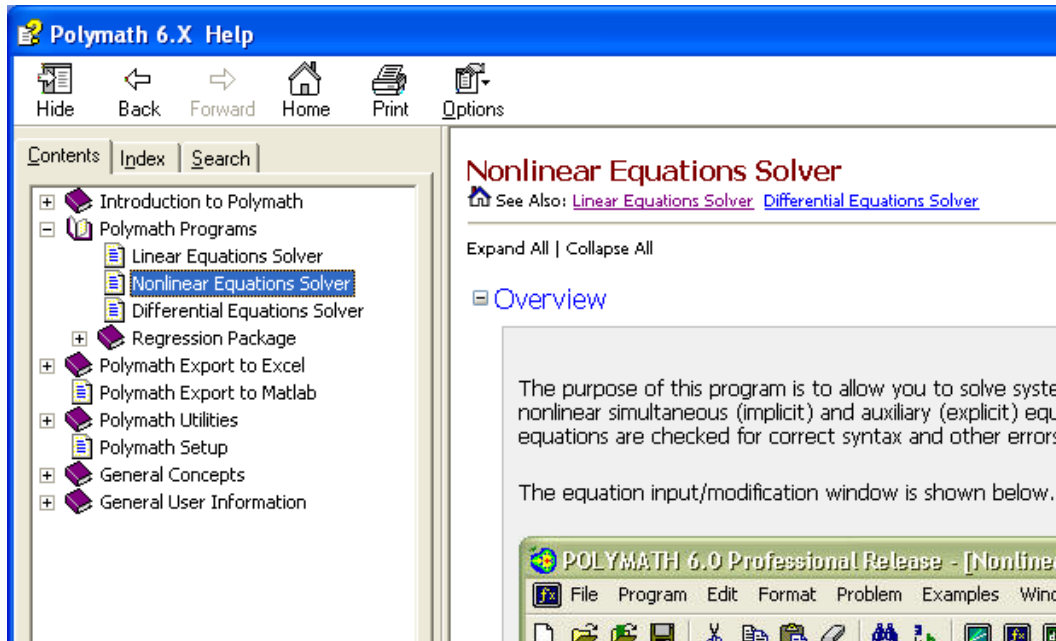 Polymath 6.X Help
Hide Back Forward Home Print Options
Contents Index Search
Introduction to Polymath
Polymath Programs
Linear Equations Solver
Nonlinear Equations Solver
Differential Equations Solver
Regression Package
Polymath Export to Excel
Polymath Export to Matlab
Polymath Utilities
Polymath Setup
General Concepts
General User Information
Nonlinear Equations Solver
See Also: Linear Equations Solver Differential Equations Solver
Expand All | Collapse All
Overview
The purpose of this program is to allow you to solve syste
nonlinear simultaneous (implicit) and auxiliary (explicit) equ
equations are checked for correct syntax and other errors
The equation input/modification window is shown below.
POLYMATH 6.0 Professional Release - [Nonlinea
File Program Edit Format Problem Examples Wind